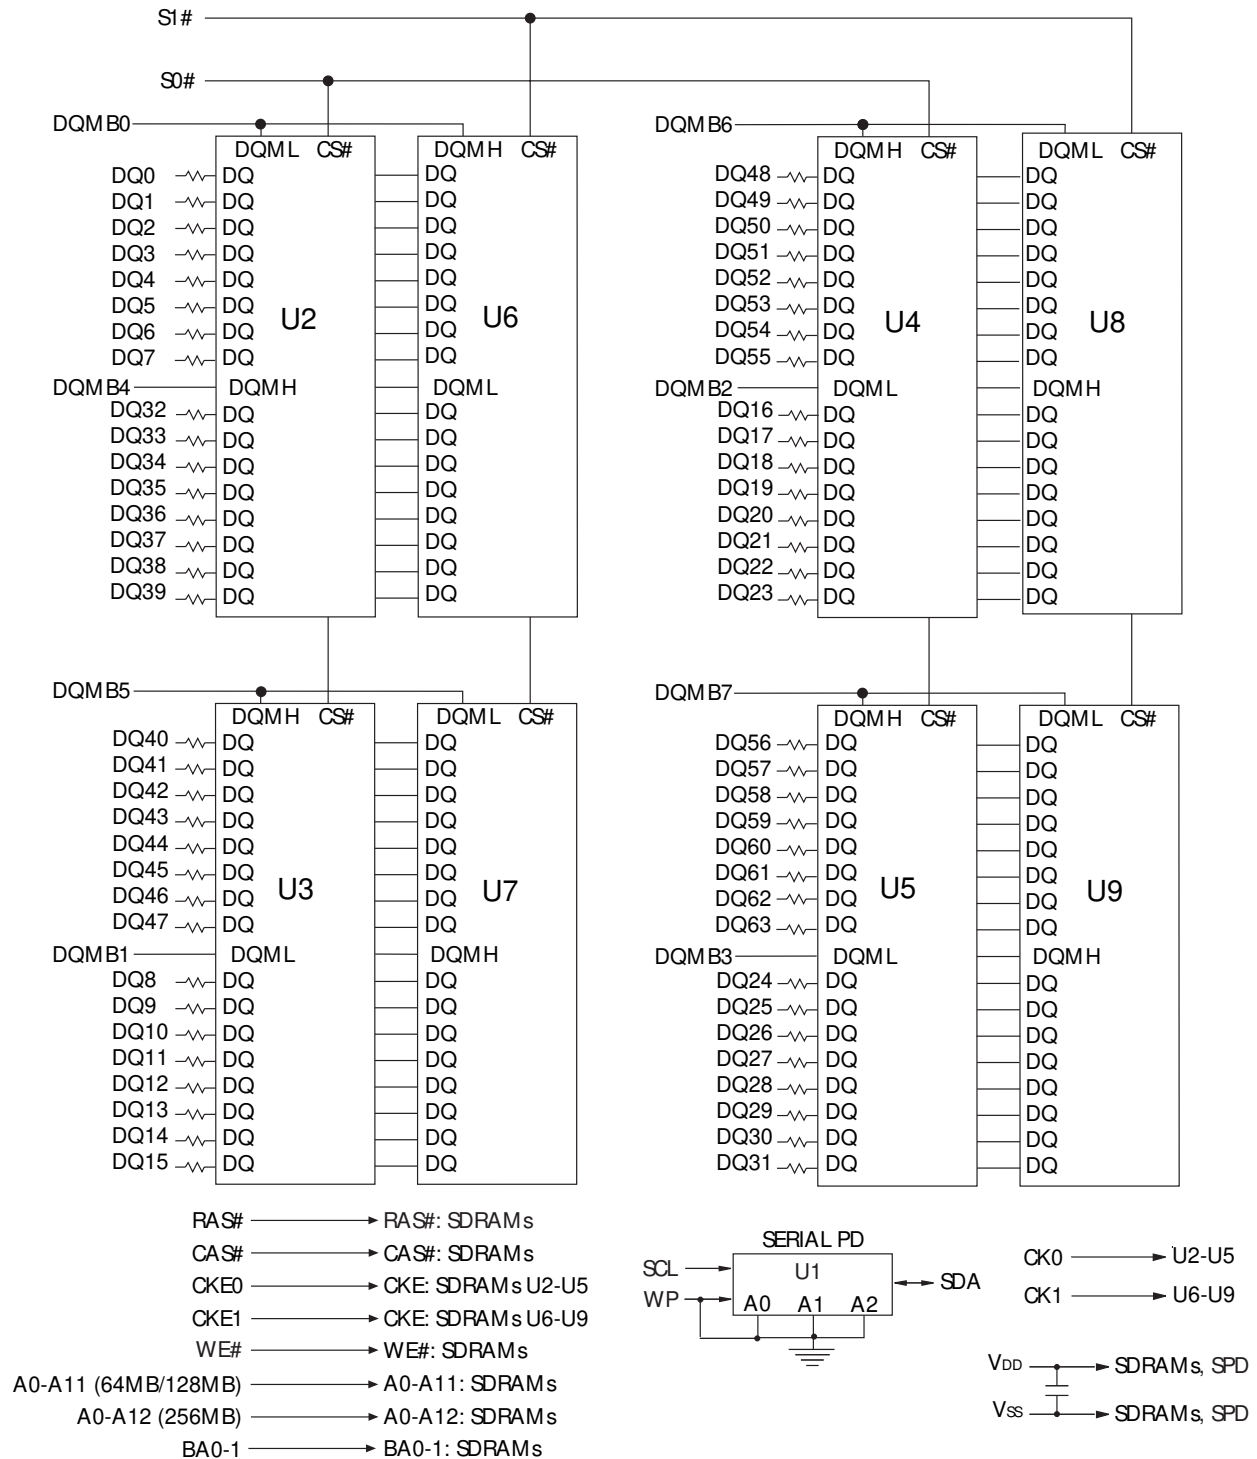 S1#
S0#
DQMB0
DQML CS#
DQMH CS#
DQ0 DQ DQ
DQ1 DQ DQ
DQ2 DQ DQ
DQ3 DQ DQ
DQ4 DQ DQ
DQ5 DQ DQ
DQ6 DQ DQ
DQ7 DQ DQ
U2
U6
DQMB4 DQMH DQML
DQ32 DQ DQ
DQ33 DQ DQ
DQ34 DQ DQ
DQ35 DQ DQ
DQ36 DQ DQ
DQ37 DQ DQ
DQ38 DQ DQ
DQ39 DQ DQ
DQMB6
DQMH CS#
DQML CS#
DQ48 DQ DQ
DQ49 DQ DQ
DQ50 DQ DQ
DQ51 DQ DQ
DQ52 DQ DQ
DQ53 DQ DQ
DQ54 DQ DQ
DQ55 DQ DQ
U4
U8
DQMB2 DQML DQMH
DQ16 DQ DQ
DQ17 DQ DQ
DQ18 DQ DQ
DQ19 DQ DQ
DQ20 DQ DQ
DQ21 DQ DQ
DQ22 DQ DQ
DQ23 DQ DQ
DQMB5
DQMH CS#
DQML CS#
DQ40 DQ DQ
DQ41 DQ DQ
DQ42 DQ DQ
DQ43 DQ DQ
DQ44 DQ DQ
DQ45 DQ DQ
DQ46 DQ DQ
DQ47 DQ DQ
U3
U7
DQMB1 DQML DQMH
DQ8 DQ DQ
DQ9 DQ DQ
DQ10 DQ DQ
DQ11 DQ DQ
DQ12 DQ DQ
DQ13 DQ DQ
DQ14 DQ DQ
DQ15 DQ DQ
DQMB7
DQMH CS#
DQML CS#
DQ56 DQ DQ
DQ57 DQ DQ
DQ58 DQ DQ
DQ59 DQ DQ
DQ60 DQ DQ
DQ61 DQ DQ
DQ62 DQ DQ
DQ63 DQ DQ
U5
U9
DQMB3 DQML DQMH
DQ24 DQ DQ
DQ25 DQ DQ
DQ26 DQ DQ
DQ27 DQ DQ
DQ28 DQ DQ
DQ29 DQ DQ
DQ30 DQ DQ
DQ31 DQ DQ
RAS# RAS#: SDRAMs
CAS# CAS#: SDRAMs
CKE0 CKE: SDRAMs U2-U5
CKE1 CKE: SDRAMs U6-U9
WE# WE#: SDRAMs
A0-A11 (64MB/128MB) A0-A11: SDRAMs
A0-A12 (256MB) A0-A12: SDRAMs
BA0-1 BA0-1: SDRAMs
SERIAL PD
SCL U1 SDA
WP A0 A1 A2
CK0 U2-U5
CK1 U6-U9
VDD SDRAMs, SPD
VSS SDRAMs, SPD